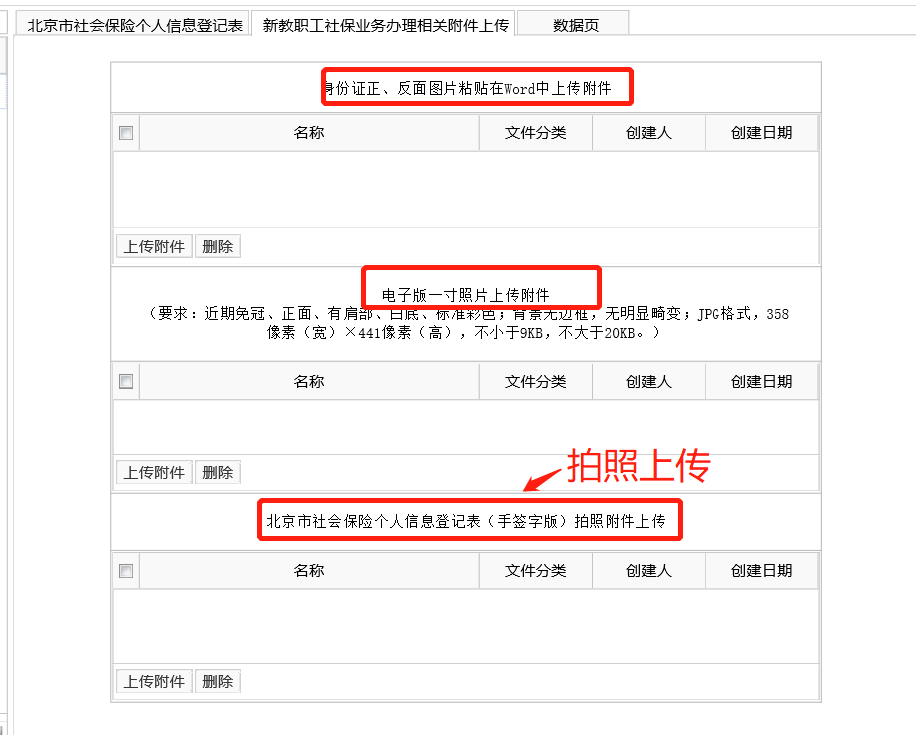 北京市社会保险个人信息登记表 新教职工社保业务办理相关附件上传 数据页
身份证正、反面图片粘贴在Word中上传附件
名称 文件分类 创建人 创建日期
上传附件 删除
电子版一寸照片上传附件
（要求：近期免冠、正面、有肩部、白底、标准彩色；背景无边框，无明显畸变；JPG格式，358
像素（宽）×441像素（高），不小于9KB，不大于20KB。）
名称 文件分类 创建人 创建日期
上传附件 删除
拍照上传
北京市社会保险个人信息登记表（手签字版）拍照附件上传
名称 文件分类 创建人 创建日期
上传附件 删除